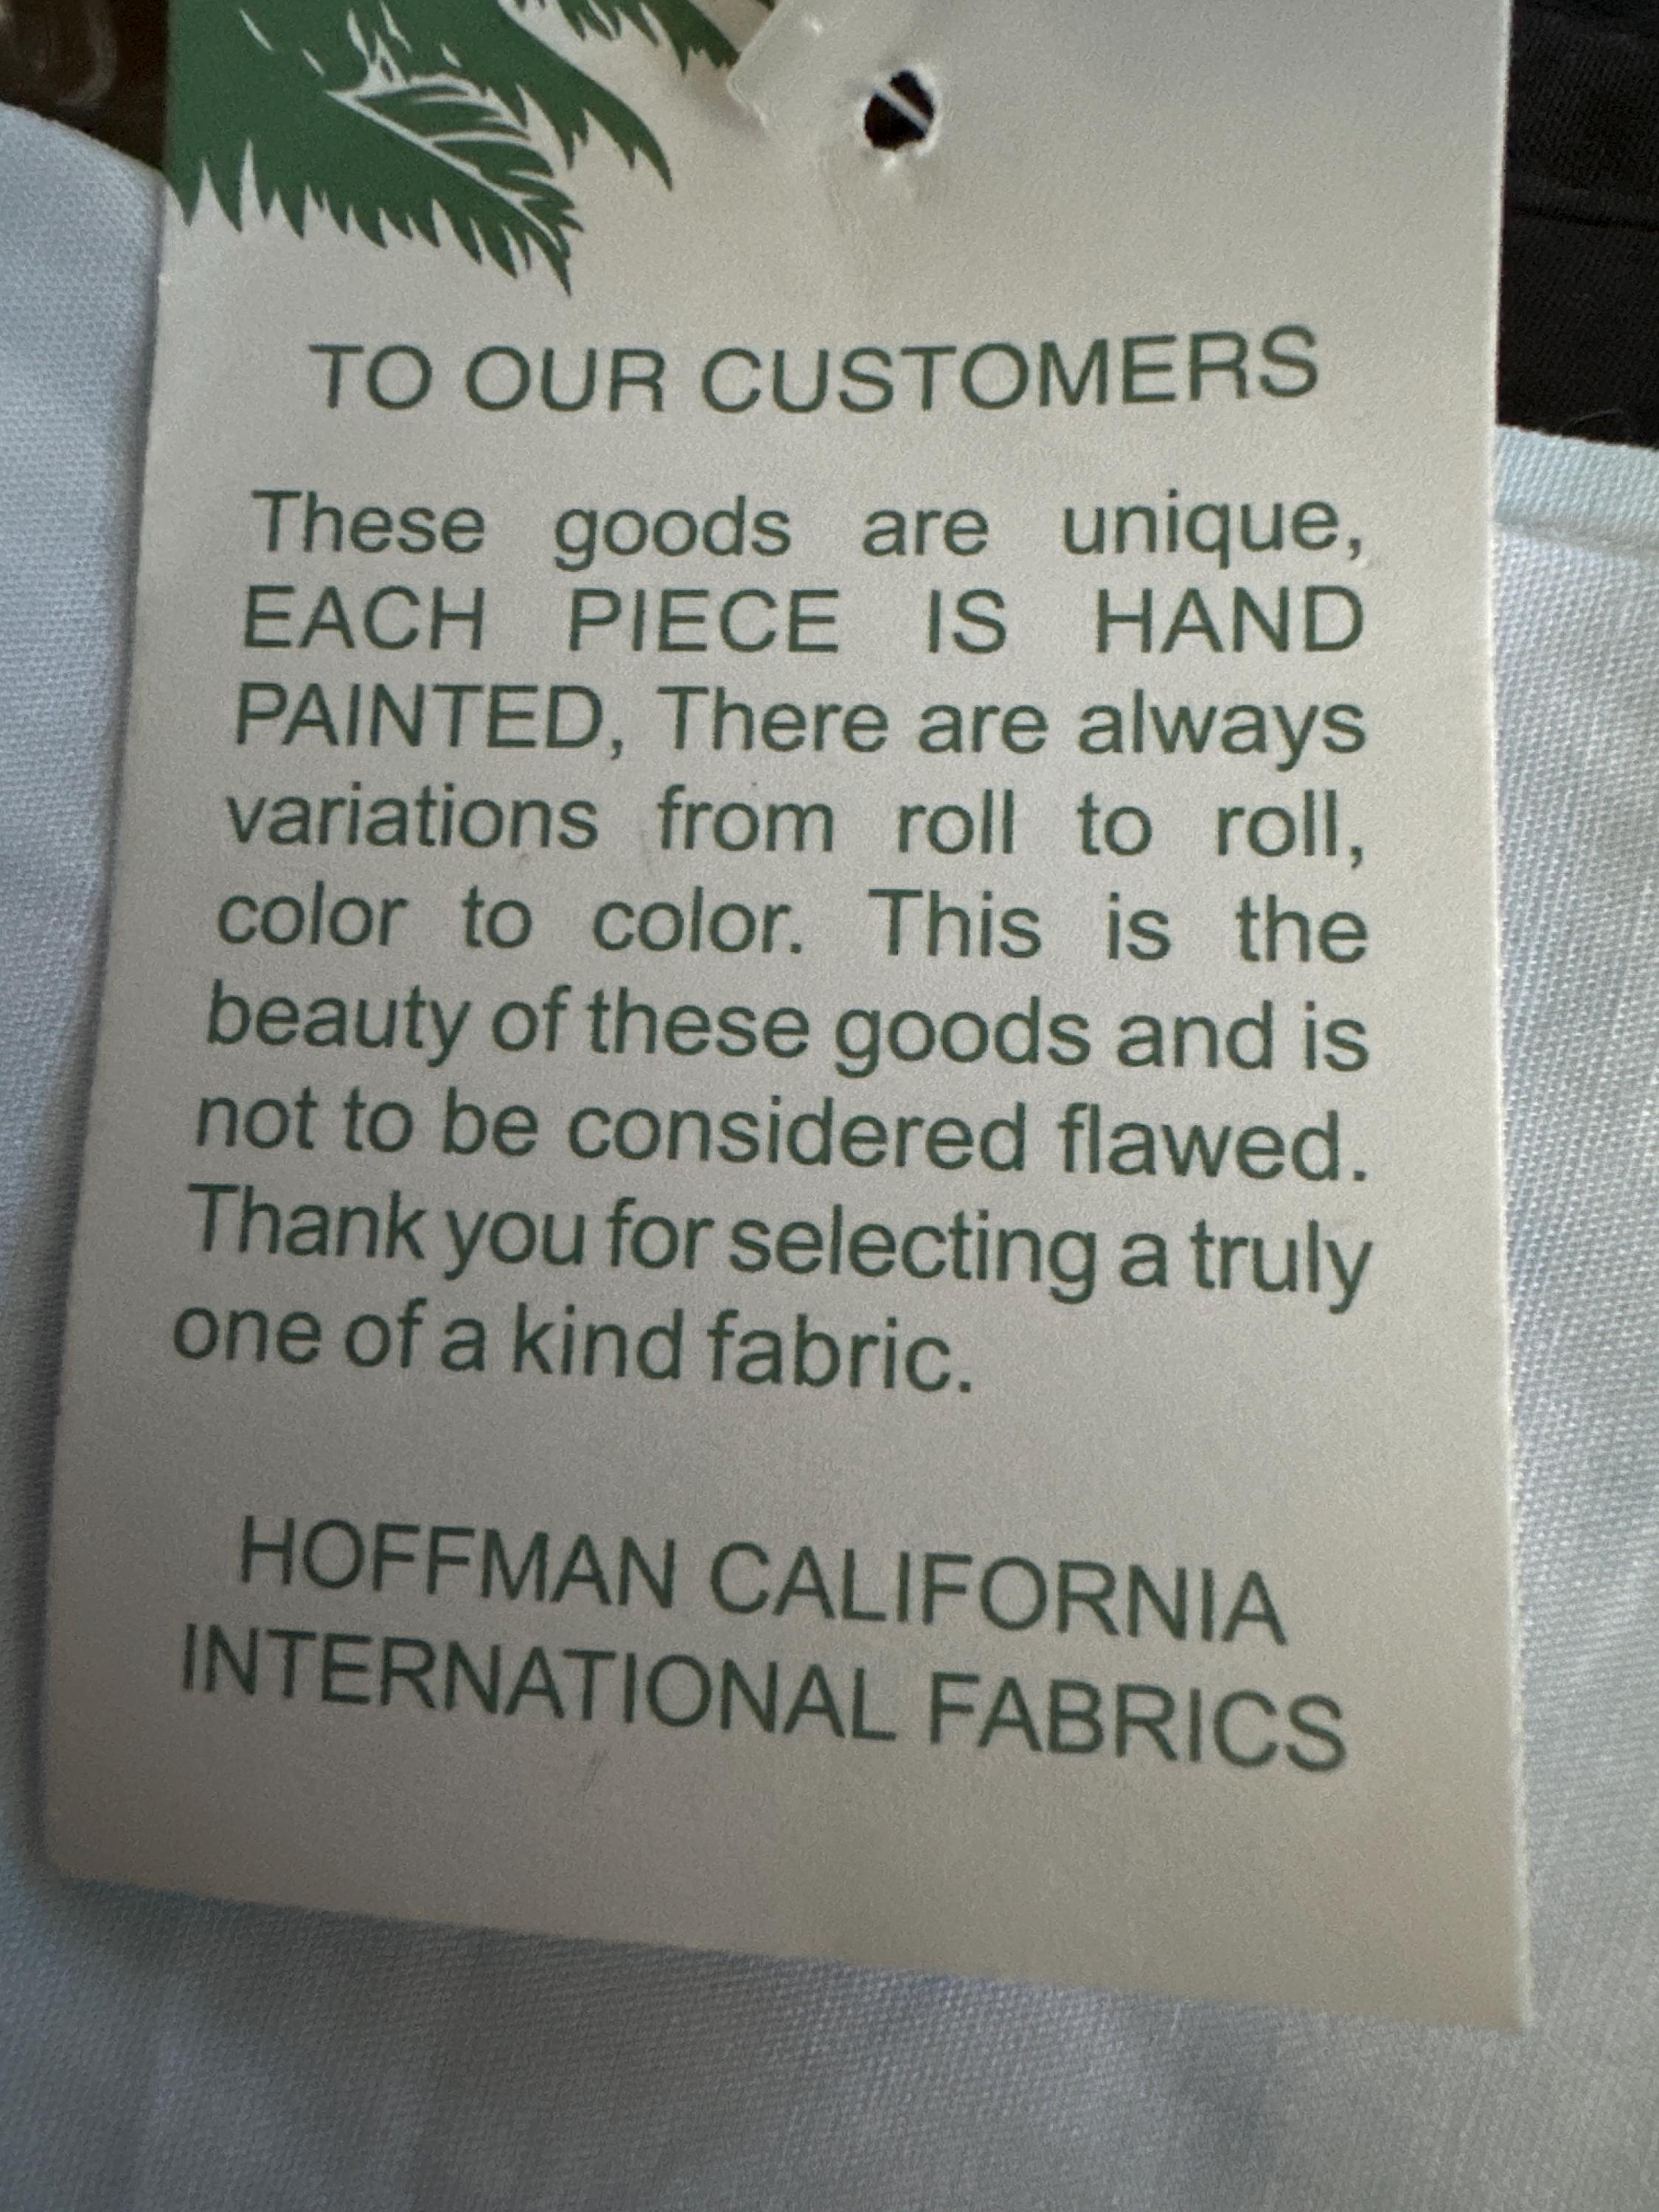 TO OUR CUSTOMERS
These goods are unique,
EACH PIECE IS HAND
PAINTED, There are always
variations from roll to roll,
color to color. This is the
beauty of these goods and is
not to be considered flawed.
Thank you for selecting a truly
one of a kind fabric.
HOFFMAN CALIFORNIA
INTERNATIONAL FABRICS